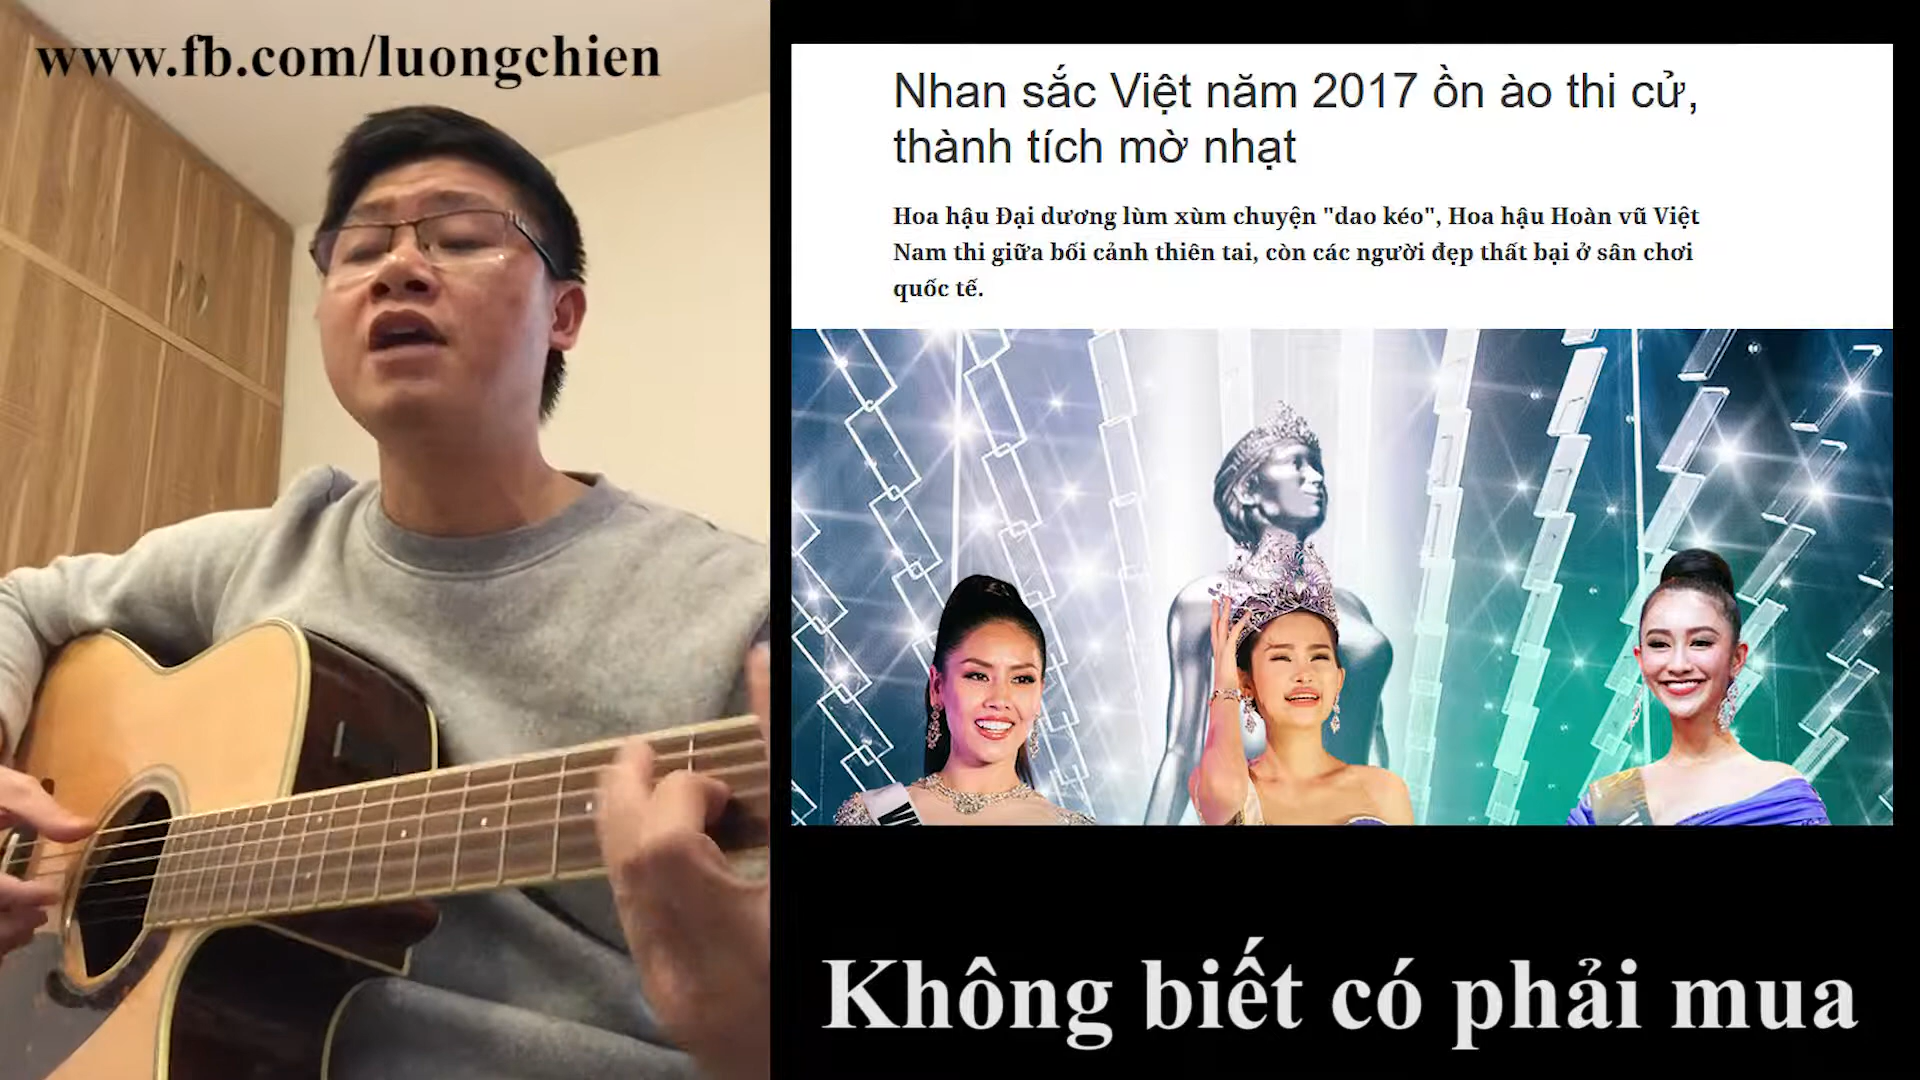 www.fb.com/luongchien
Nhan sắc Việt năm 2017 ồn ào thi cử,
thành tích mờ nhạt
Hoa hậu Đại dương lùm xùm chuyện "dao kéo", Hoa hậu Hoàn vũ Việt
Nam thi giữa bối cảnh thiên tai, còn các người đẹp thất bại ở sân chơi
quốc tế.
Không biết có phải mua